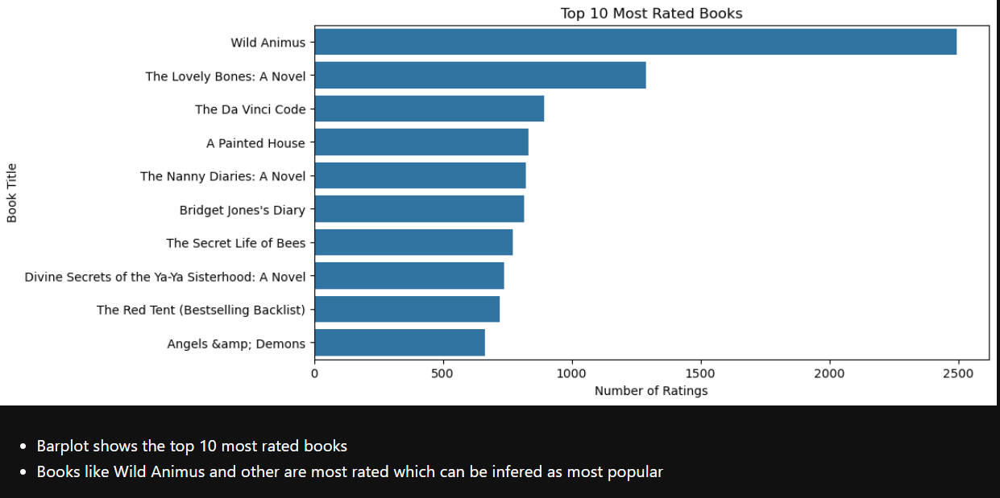 Top 10 Most Rated Books
Book Title
Wild Animus
The Lovely Bones: A Novel
The Da Vinci Code
A Painted House
The Nanny Diaries: A Novel
Bridget Jones's Diary
The Secret Life of Bees
Divine Secrets of the Ya-Ya Sisterhood: A Novel
The Red Tent (Bestselling Backlist)
Angels &amp; Demons
0 500 1000 1500 2000 2500
Number of Ratings
• Barplot shows the top 10 most rated books
• Books like Wild Animus and other are most rated which can be infered as most popular